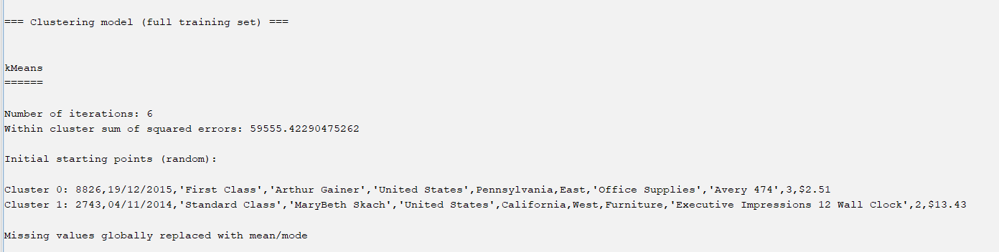 === Clustering model (full training set) ===
kMeans
======
Number of iterations: 6
Within cluster sum of squared errors: 59555.42290475262
Initial starting points (random):
Cluster 0: 8826,19/12/2015,'First Class','Arthur Gainer','United States',Pennsylvania,East,'Office Supplies','Avery 474',3,$2.51
Cluster 1: 2743,04/11/2014,'Standard Class','MaryBeth Skach','United States',California,West,Furniture,'Executive Impressions 12 Wall Clock',2,$13.43
Missing values globally replaced with mean/mode